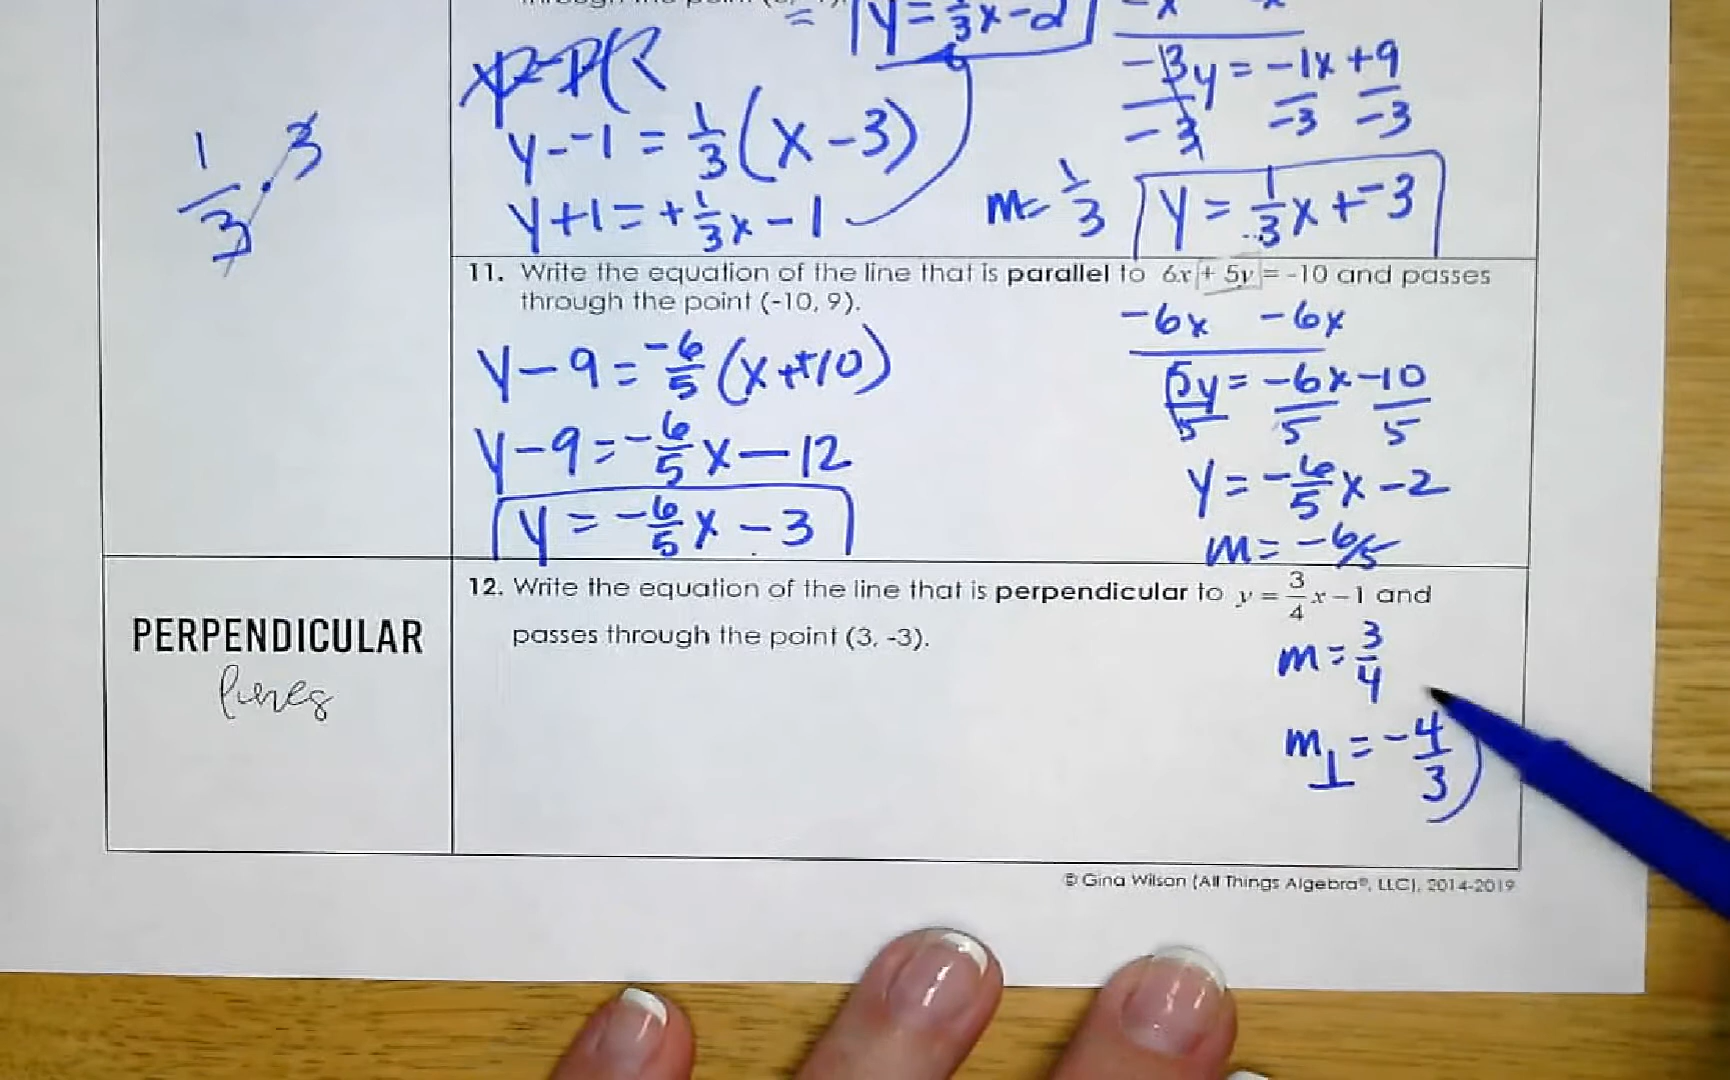 = y = 1/3x - 2
y - -1 = 1/3(x - 3)
y + 1 = +1/3x - 1
1/3 · 3
-x
-3y = -1x + 9
-3 -3 -3
m = 1/3
y = 1/3x + -3
11. Write the equation of the line that is parallel to 6x + 5y = -10 and passes
through the point (-10, 9).
y - 9 = -6/5 (x + +10)
y - 9 = -6/5x - 12
y = -6/5x - 3
-6x -6x
5y = -6x - 10
5 5 5
y = -6/5x - 2
m = -6/5
PERPENDICULAR
lines
12. Write the equation of the line that is perpendicular to y = 3/4x - 1 and
passes through the point (3, -3).
m = 3/4
m⊥ = -4/3
© Gina Wilson (All Things Algebra®, LLC), 2014-2019